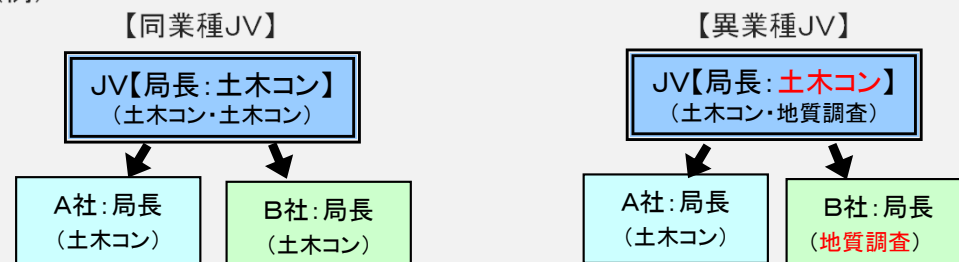 【同業種JV】
JV【局長:土木コン】
(土木コン・土木コン)
A社:局長
(土木コン)
B社:局長
(土木コン)
【異業種JV】
JV【局長:土木コン】
(土木コン・地質調査)
A社:局長
(土木コン)
B社:局長
(地質調査)